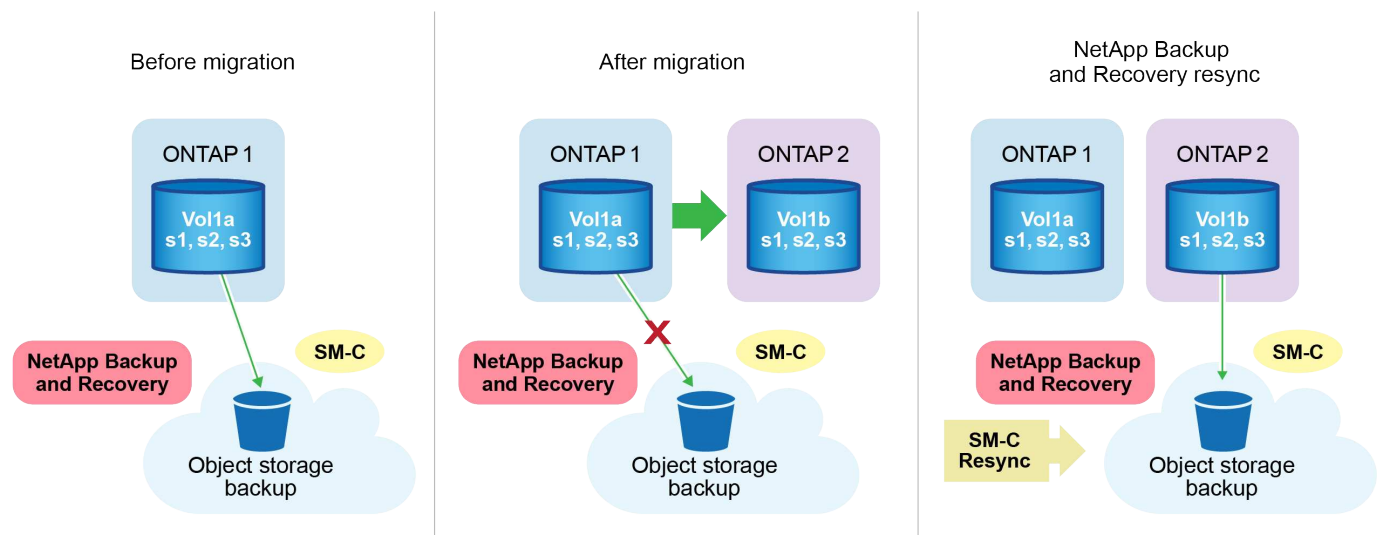 Before migration
ONTAP 1
Vol1a
s1, s2, s3
SM-C
NetApp Backup
and Recovery
Object storage
backup
After migration
ONTAP 1
ONTAP 2
Vol1a
s1, s2, s3
Vol1b
s1, s2, s3
X
SM-C
NetApp Backup
and Recovery
Object storage
backup
NetApp Backup
and Recovery resync
ONTAP 1
ONTAP 2
Vol1a
s1, s2, s3
Vol1b
s1, s2, s3
SM-C
NetApp Backup
and Recovery
SM-C
Resync
Object storage
backup